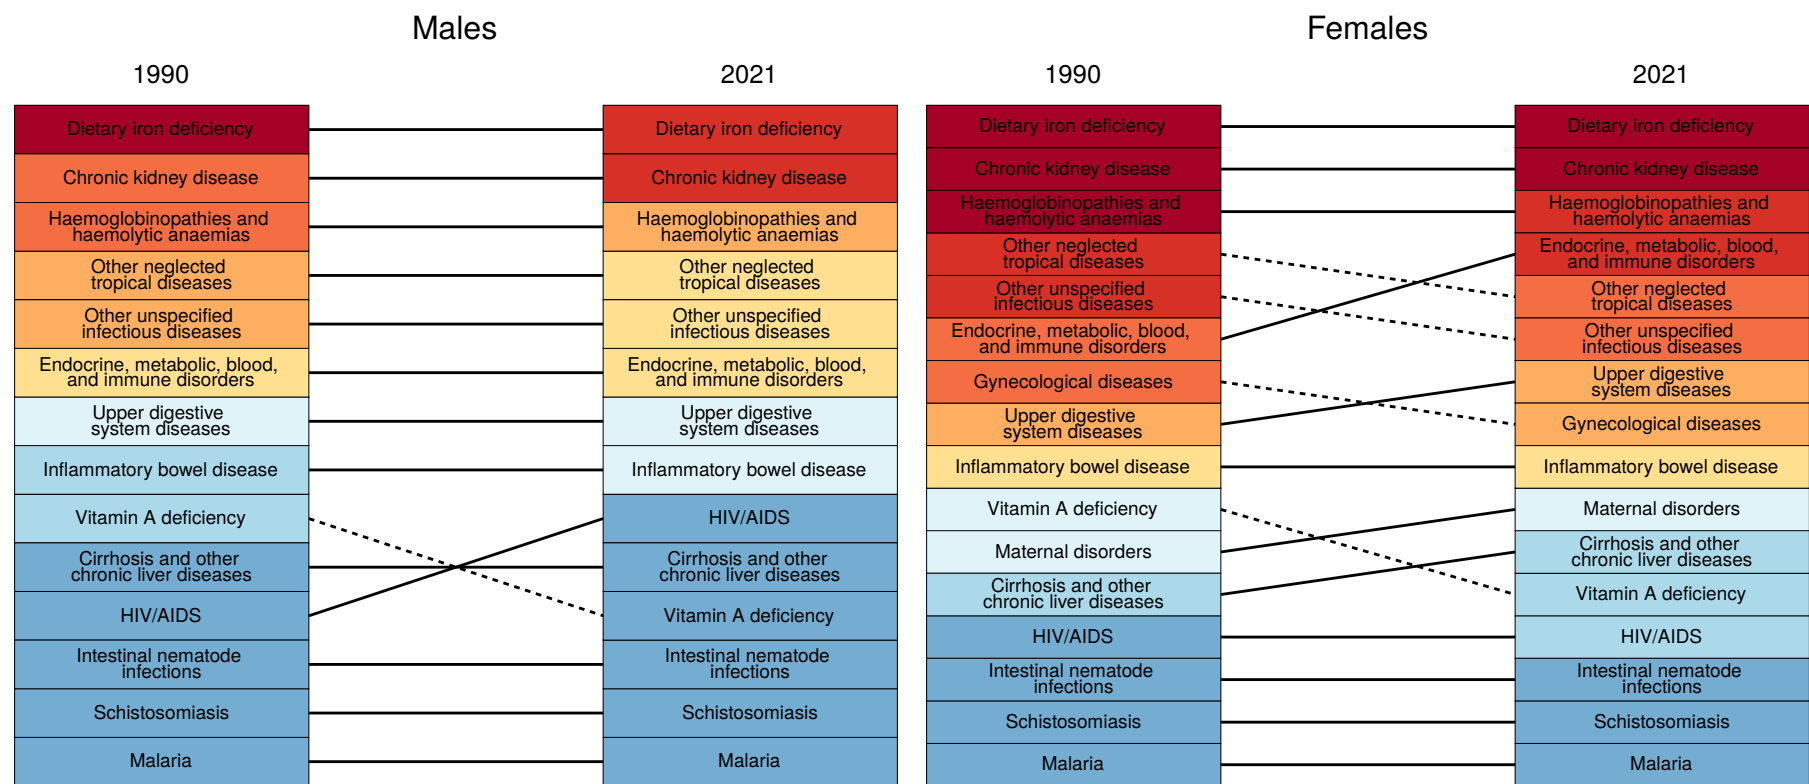 Males
1990
2021
Dietary iron deficiency
Chronic kidney disease
Haemoglobinopathies and
haemolytic anaemias
Other neglected
tropical diseases
Other unspecified
infectious diseases
Endocrine, metabolic, blood,
and immune disorders
Upper digestive
system diseases
Inflammatory bowel disease
Vitamin A deficiency
Cirrhosis and other
chronic liver diseases
HIV/AIDS
Intestinal nematode
infections
Schistosomiasis
Malaria
Dietary iron deficiency
Chronic kidney disease
Haemoglobinopathies and
haemolytic anaemias
Other neglected
tropical diseases
Other unspecified
infectious diseases
Endocrine, metabolic, blood,
and immune disorders
Upper digestive
system diseases
Inflammatory bowel disease
HIV/AIDS
Cirrhosis and other
chronic liver diseases
Vitamin A deficiency
Intestinal nematode
infections
Schistosomiasis
Malaria
Females
1990
2021
Dietary iron deficiency
Chronic kidney disease
Haemoglobinopathies and
haemolytic anaemias
Other neglected
tropical diseases
Other unspecified
infectious diseases
Endocrine, metabolic, blood,
and immune disorders
Gynecological diseases
Upper digestive
system diseases
Inflammatory bowel disease
Vitamin A deficiency
Maternal disorders
Cirrhosis and other
chronic liver diseases
HIV/AIDS
Intestinal nematode
infections
Schistosomiasis
Malaria
Dietary iron deficiency
Chronic kidney disease
Haemoglobinopathies and
haemolytic anaemias
Endocrine, metabolic, blood,
and immune disorders
Other neglected
tropical diseases
Other unspecified
infectious diseases
Upper digestive
system diseases
Gynecological diseases
Inflammatory bowel disease
Maternal disorders
Cirrhosis and other
chronic liver diseases
Vitamin A deficiency
HIV/AIDS
Intestinal nematode
infections
Schistosomiasis
Malaria